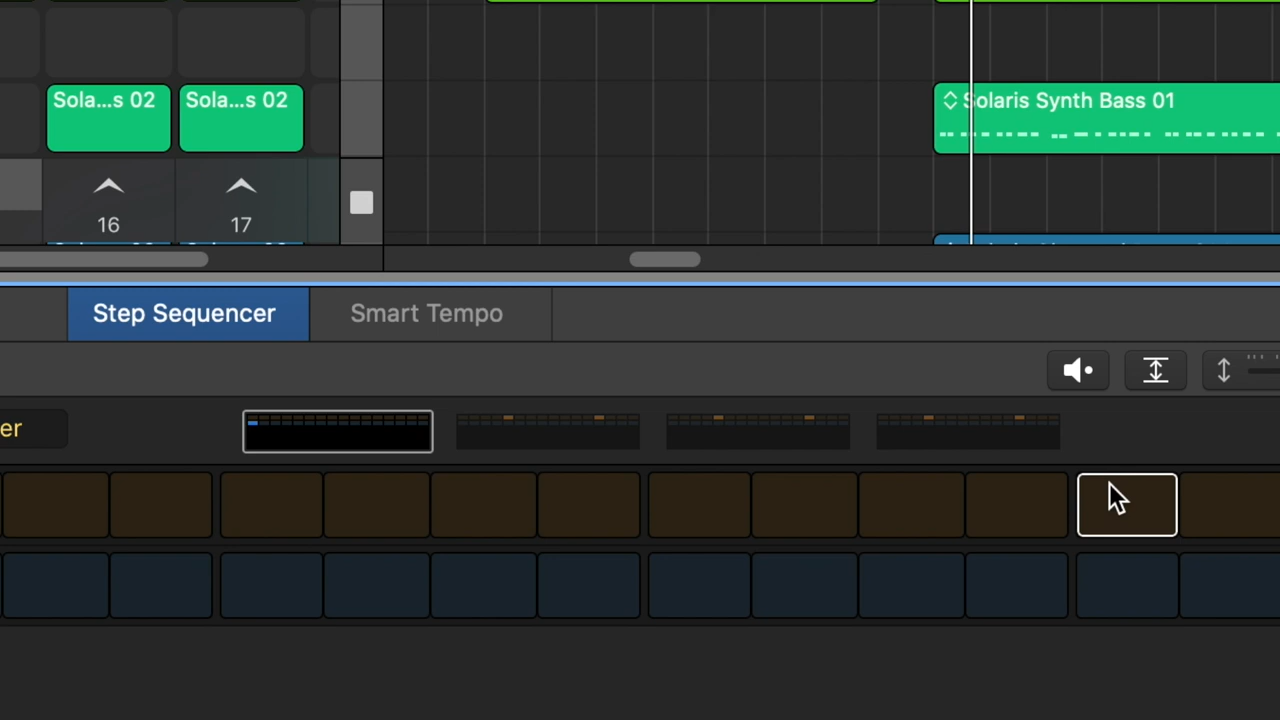 Sola...s 02
Sola...s 02
Solaris Synth Bass 01
16
17
Step Sequencer
Smart Tempo
er